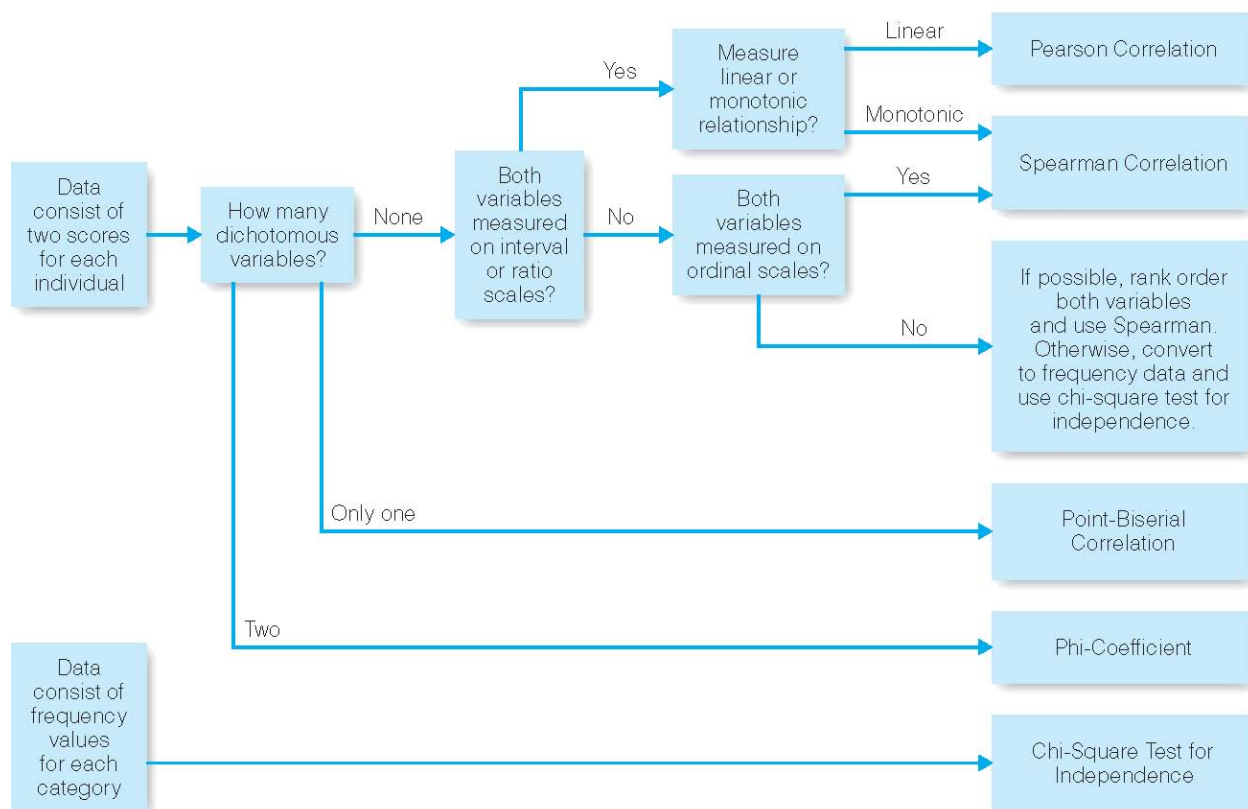 Data
consist of
two scores
for each
individual
How many
dichotomous
variables?
None
Both
variables
measured
on interval
or ratio
scales?
Yes
Measure
linear or
monotonic
relationship?
Linear
Pearson Correlation
Monotonic
Spearman Correlation
No
Both
variables
measured on
ordinal scales?
Yes
No
If possible, rank order
both variables
and use Spearman.
Otherwise, convert
to frequency data and
use chi-square test for
independence.
Only one
Point-Biserial
Correlation
Two
Phi-Coefficient
Data
consist of
frequency
values
for each
category
Chi-Square Test for
Independence